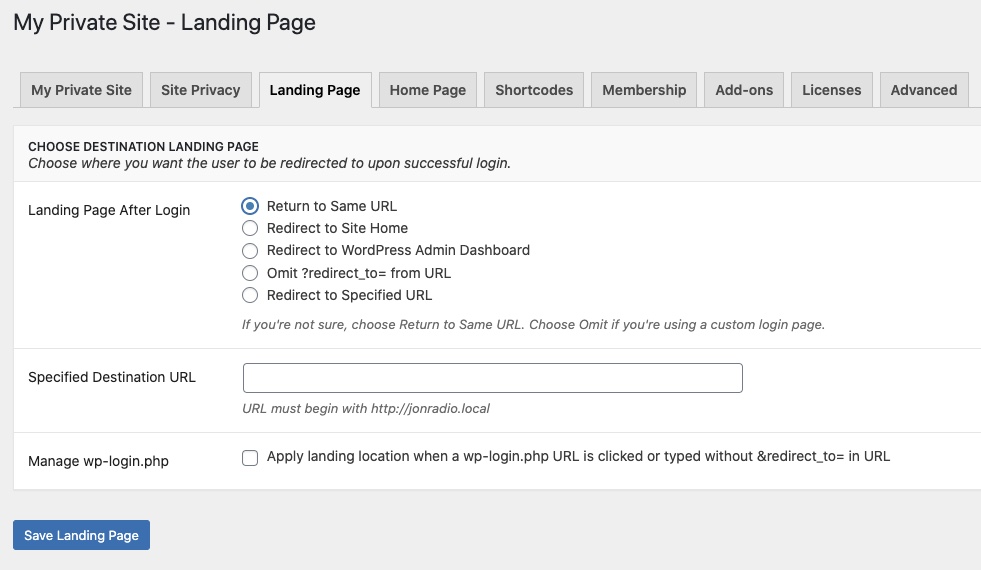 My Private Site - Landing Page
My Private Site
Site Privacy
Landing Page
Home Page
Shortcodes
Membership
Add-ons
Licenses
Advanced
CHOOSE DESTINATION LANDING PAGE
Choose where you want the user to be redirected to upon successful login.
Landing Page After Login
Return to Same URL
Redirect to Site Home
Redirect to WordPress Admin Dashboard
Omit ?redirect_to= from URL
Redirect to Specified URL
If you're not sure, choose Return to Same URL. Choose Omit if you're using a custom login page.
Specified Destination URL
URL must begin with http://jonradio.local
Manage wp-login.php
Apply landing location when a wp-login.php URL is clicked or typed without &redirect_to= in URL
Save Landing Page